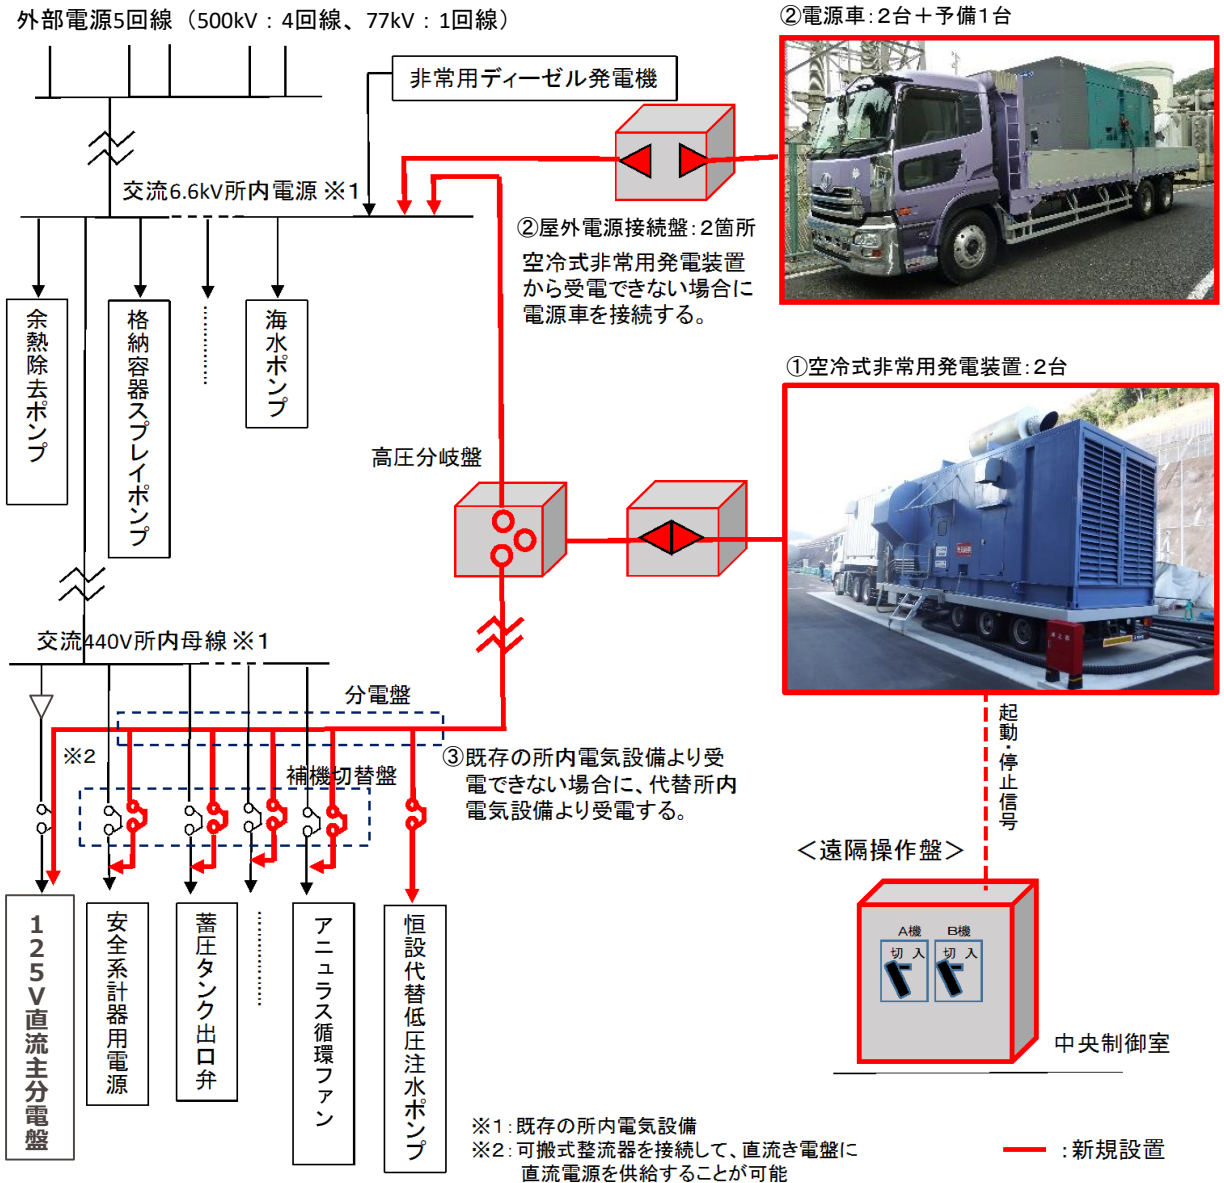 外部電源5回線（500kV：4回線、77kV：1回線）
②電源車：２台＋予備１台
非常用ディーゼル発電機
交流6.6kV所内電源 ※１
②屋外電源接続盤：２箇所
空冷式非常用発電装置
から受電できない場合に
電源車を接続する。
余熱除去ポンプ
格納容器スプレイポンプ
海水ポンプ
①空冷式非常用発電装置：２台
高圧分岐盤
交流440V所内母線 ※１
分電盤
※２
補機切替盤
③既存の所内電気設備より受
電できない場合に、代替所内
電気設備より受電する。
起動・停止信号
＜遠隔操作盤＞
A機 B機
切 入 切 入
中央制御室
１２５Ｖ直流主分電盤
安全系計器用電源
蓄圧タンク出口弁
アニュラス循環ファン
恒設代替低圧注水ポンプ
※１：既存の所内電気設備
※２：可搬式整流器を接続して、直流き電盤に
直流電源を供給することが可能
：新規設置